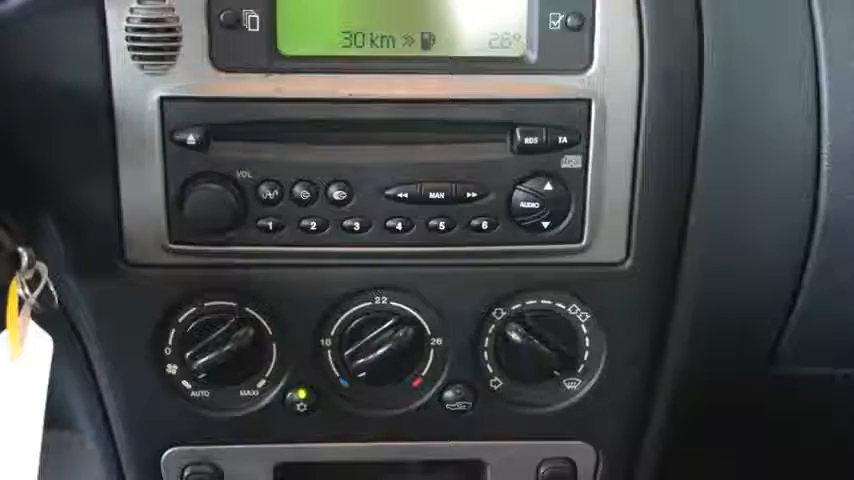 30 km » 26°
RDS TA
VOL
MAN
AUDIO
1 2 3 4 5 6
22
18 26
0
AUTO MAXI